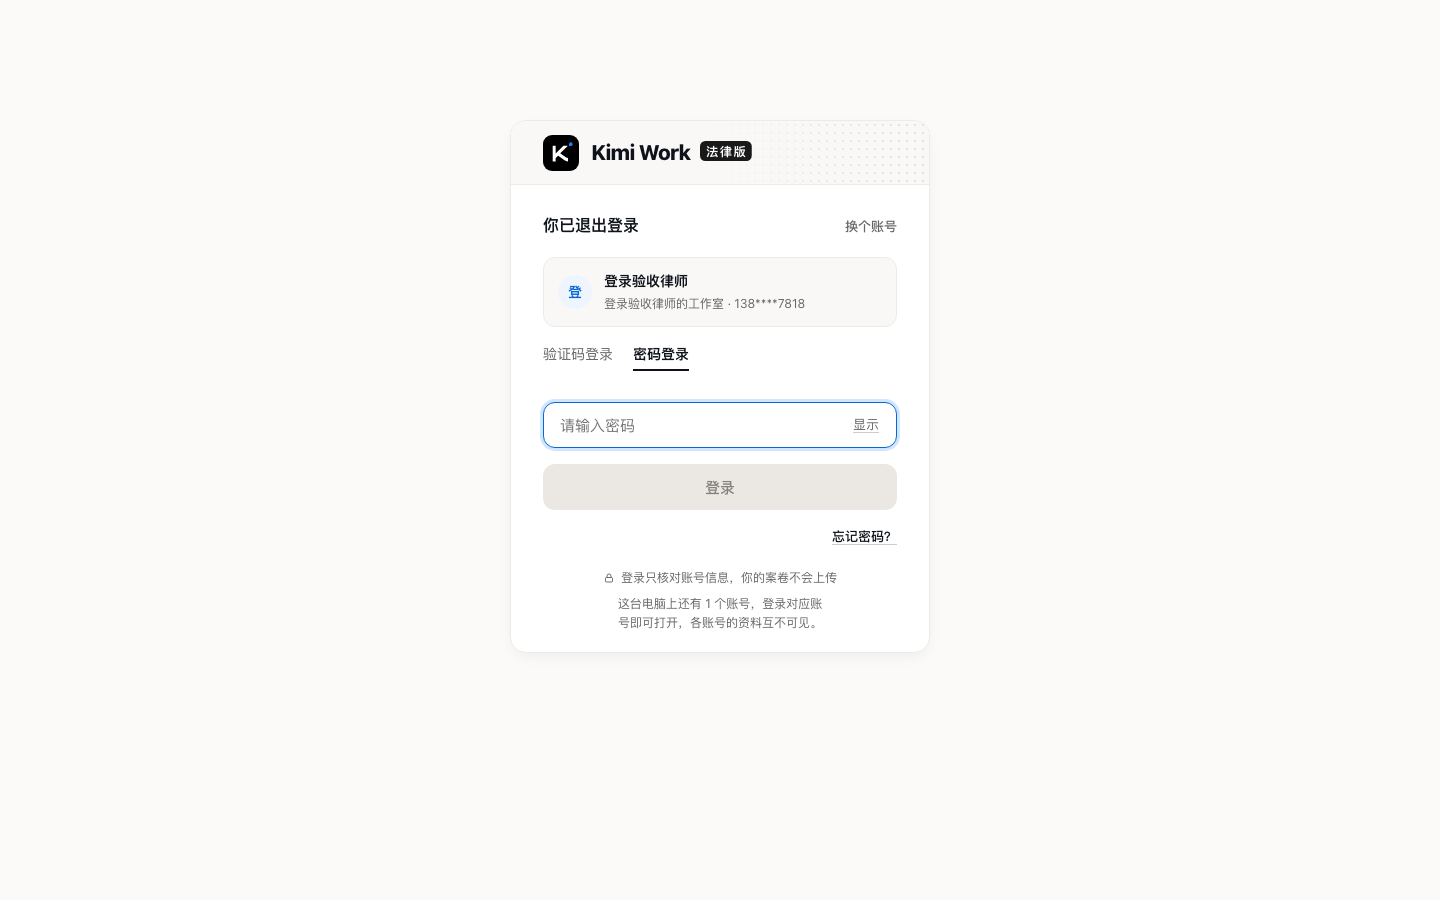 Kimi Work 法律版
你已退出登录 换个账号
登 登录验收律师
登录验收律师的工作室 · 138****7818
验证码登录 密码登录
请输入密码 显示
登录
忘记密码？
登录只核对账号信息，你的案卷不会上传
这台电脑上还有 1 个账号，登录对应账
号即可打开，各账号的资料互不可见。